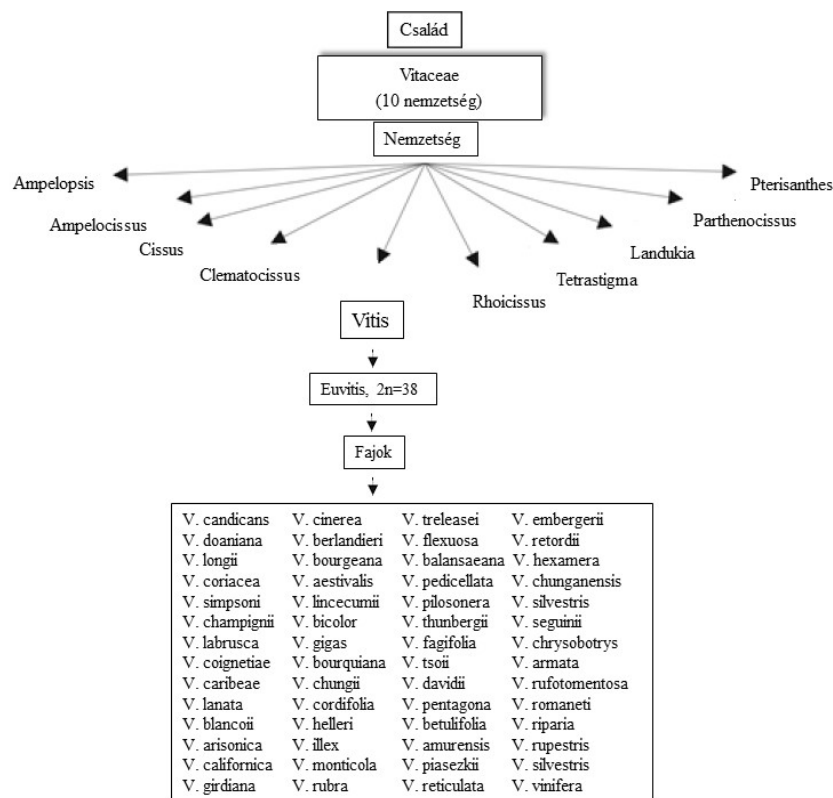 Család
Vitaceae
(10 nemzetség)
Nemzetség
Ampelopsis
Ampelocissus
Cissus
Clematocissus
Rhoicissus
Tetrastigma
Landukia
Parthenocissus
Pterisanthes
Vitis
Euvitis, 2n=38
Fajok
V. candicans V. cinerea V. treleasei V. embergerii
V. doaniana V. berlandieri V. flexuosa V. retordii
V. longii V. bourgeana V. balansaeana V. hexamera
V. coriacea V. aestivalis V. pedicellata V. chunganensis
V. simpsoni V. lincecumii V. pilosonera V. silvestris
V. champignii V. bicolor V. thunbergii V. seguinii
V. labrusca V. gigas V. fagifolia V. chrysobotrys
V. coignetiae V. bourquiana V. tsoii V. armata
V. caribeae V. chungii V. davidii V. rufotomentosa
V. lanata V. cordifolia V. pentagona V. romaneti
V. blancoii V. helleri V. betulifolia V. riparia
V. arisonica V. illex V. amurensis V. rupestris
V. californica V. monticola V. piasezkii V. silvestris
V. girdiana V. rubra V. reticulata V. vinifera